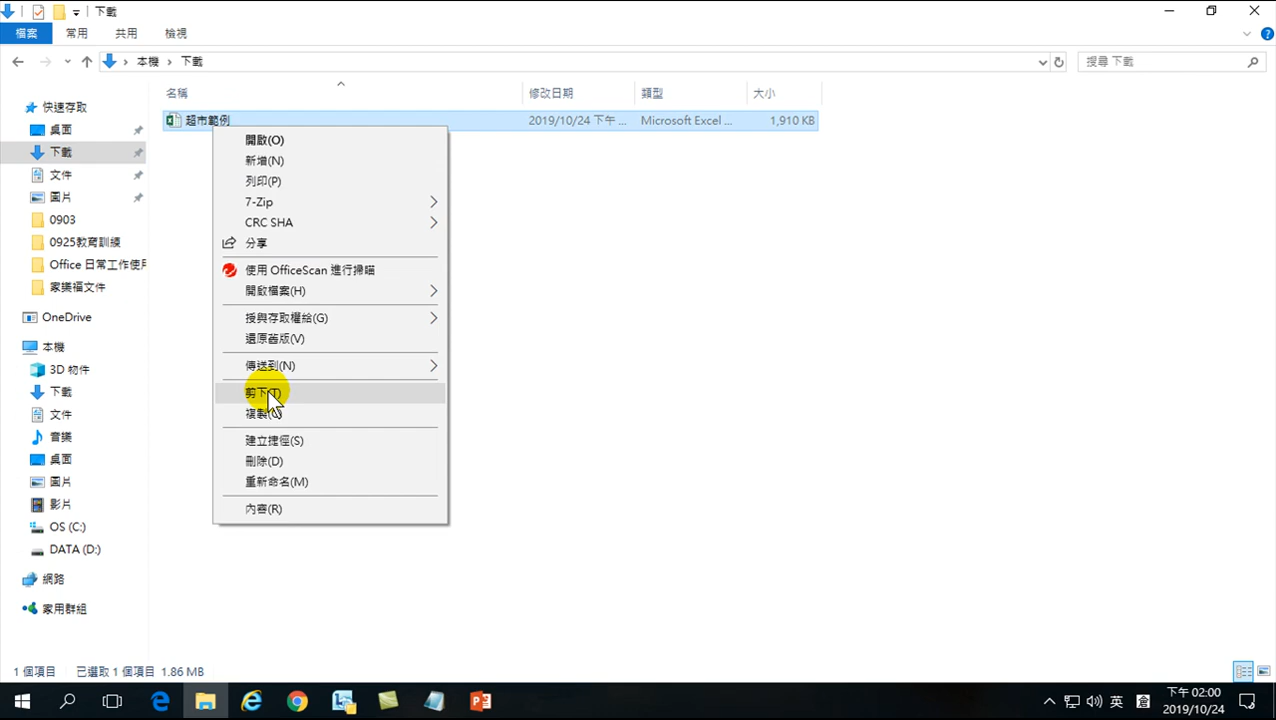 下載
檔案 常用 共用 檢視
本機 下載
搜尋 下載
名稱 修改日期 類型 大小
超市範例 2019/10/24 下午 ... Microsoft Excel ... 1,910 KB
快速存取
桌面
下載
文件
圖片
0903
0925教育訓練
Office 日常工作使用
家樂福文件
OneDrive
本機
3D 物件
下載
文件
音樂
桌面
圖片
影片
OS (C:)
DATA (D:)
網路
家用群組
開啟(O)
新增(N)
列印(P)
7-Zip
CRC SHA
分享
使用 OfficeScan 進行掃瞄
開啟檔案(H)
授與存取權給(G)
還原舊版(V)
傳送到(N)
剪下(T)
複製(C)
建立捷徑(S)
刪除(D)
重新命名(M)
內容(R)
1 個項目 已選取 1 個項目 1.86 MB
英
下午 02:00
2019/10/24